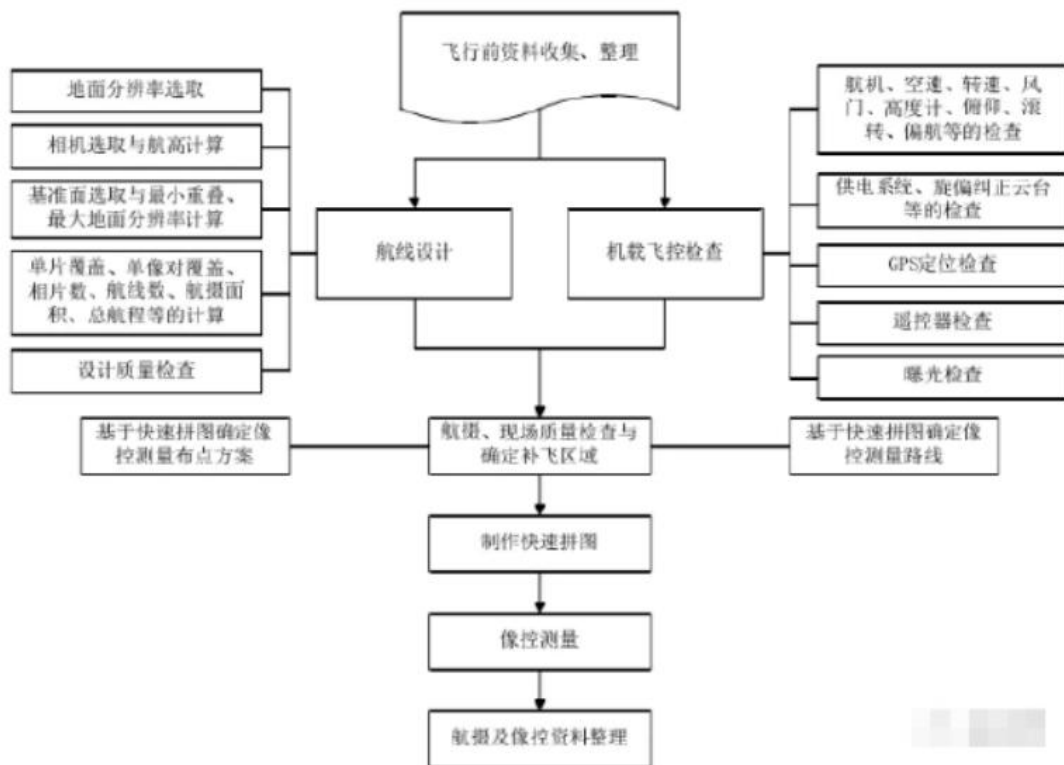 飞行前资料收集、整理
地面分辨率选取
相机选取与航高计算
基准面选取与最小重叠、
最大地面分辨率计算
单片覆盖、单像对覆盖、
相片数、航线数、航摄面
积、总航程等的计算
设计质量检查
航线设计
机载飞控检查
航机、空速、转速、风
门、高度计、俯仰、滚
转、偏航等的检查
供电系统、旋偏纠正云台
等的检查
GPS定位检查
遥控器检查
曝光检查
基于快速拼图确定像
控测量布点方案
航摄、现场质量检查与
确定补飞区域
基于快速拼图确定像
控测量路线
制作快速拼图
像控测量
航摄及像控资料整理